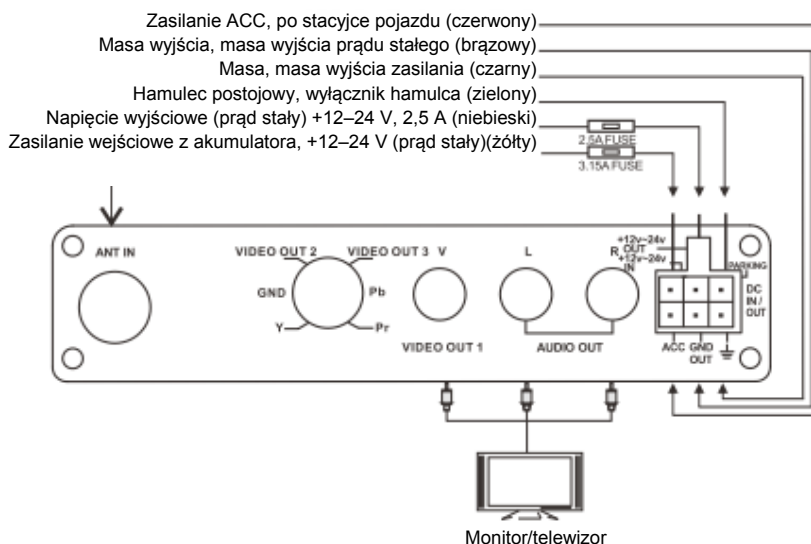 Zasilanie ACC, po stacyjce pojazdu (czerwony)
Masa wyjścia, masa wyjścia prądu stałego (brązowy)
Masa, masa wyjścia zasilania (czarny)
Hamulec postojowy, wyłącznik hamulca (zielony)
Napięcie wyjściowe (prąd stały) +12–24 V, 2,5 A (niebieski)
Zasilanie wejściowe z akumulatora, +12–24 V (prąd stały)(żółty)
2.5A FUSE
3.15A FUSE
ANT IN
VIDEO OUT 2
VIDEO OUT 3
V
L
R
+12v~24v
OUT
+12v~24v
IN
PARKING
GND
Pb
DC
IN /
OUT
Y
Pr
VIDEO OUT 1
AUDIO OUT
ACC
GND
OUT
Monitor/telewizor